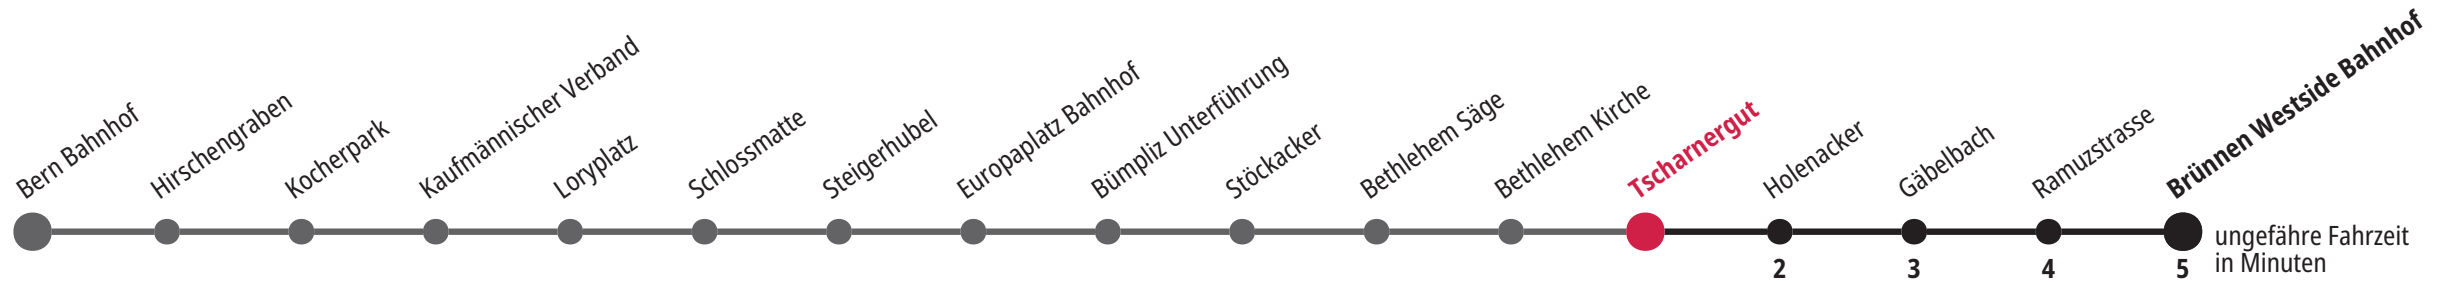 Bern Bahnhof
Hirschengraben
Kocherpark
Kaufmännischer Verband
Loryplatz
Schlossmatte
Steigerhubel
Europaplatz Bahnhof
Bümpliz Unterführung
Stöckacker
Bethlehem Säge
Bethlehem Kirche
Tscharnergut
Holenacker
Gäbelbach
Ramuzstrasse
Brünnen Westside Bahnhof
2
3
4
5
ungefähre Fahrzeit
in Minuten